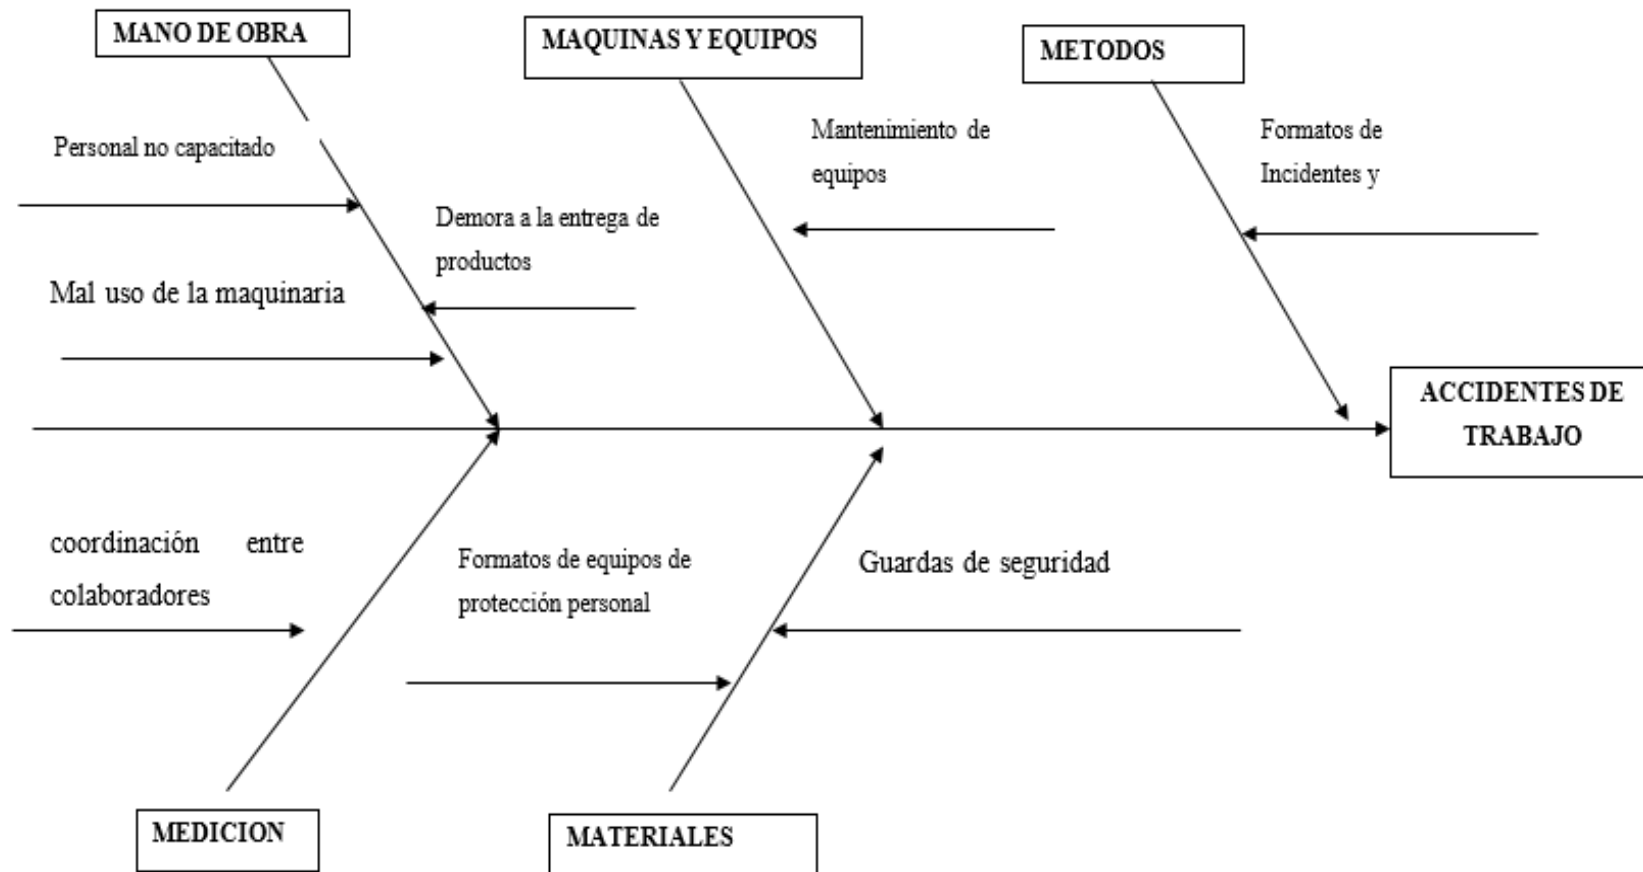 MANO DE OBRA
MAQUINAS Y EQUIPOS
METODOS
Personal no capacitado
Mantenimiento de
equipos
Formatos de
Incidentes y
Demora a la entrega de
productos
Mal uso de la maquinaria
ACCIDENTES DE
TRABAJO
coordinación entre
colaboradores
Formatos de equipos de
protección personal
Guardas de seguridad
MEDICION
MATERIALES